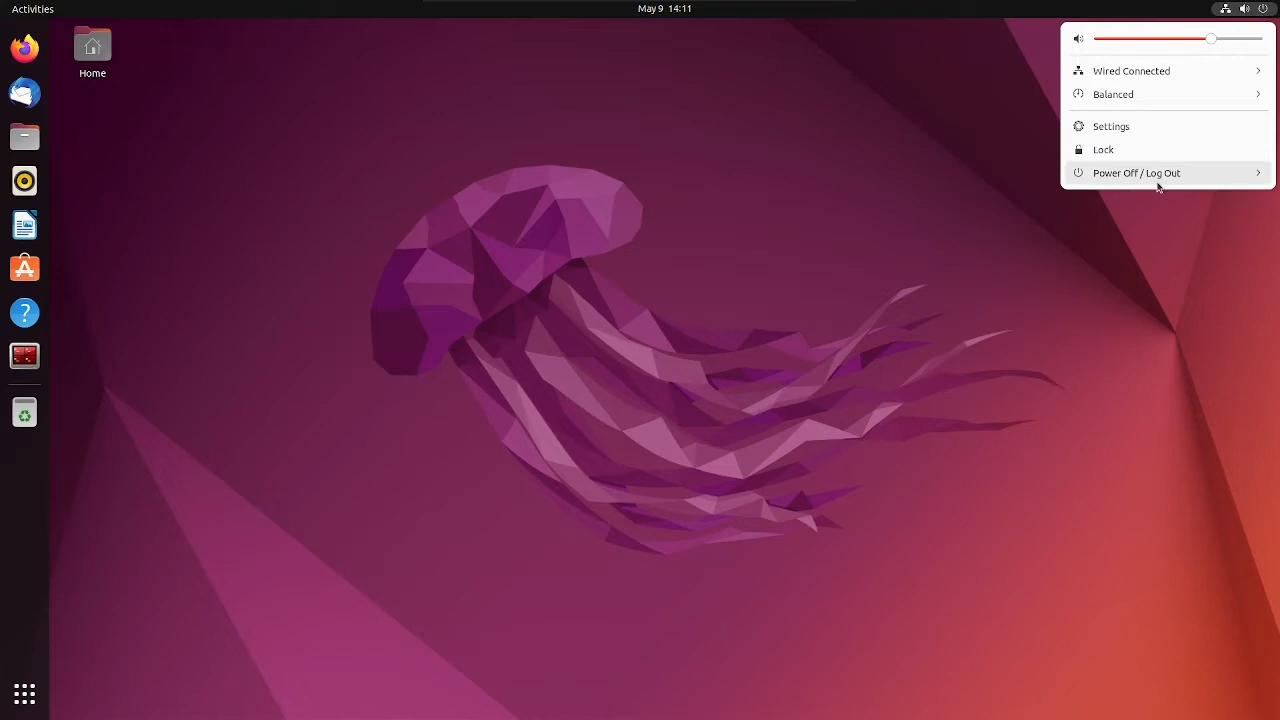 Activities
May 9 14:11
Home
Wired Connected
Balanced
Settings
Lock
Power Off / Log Out